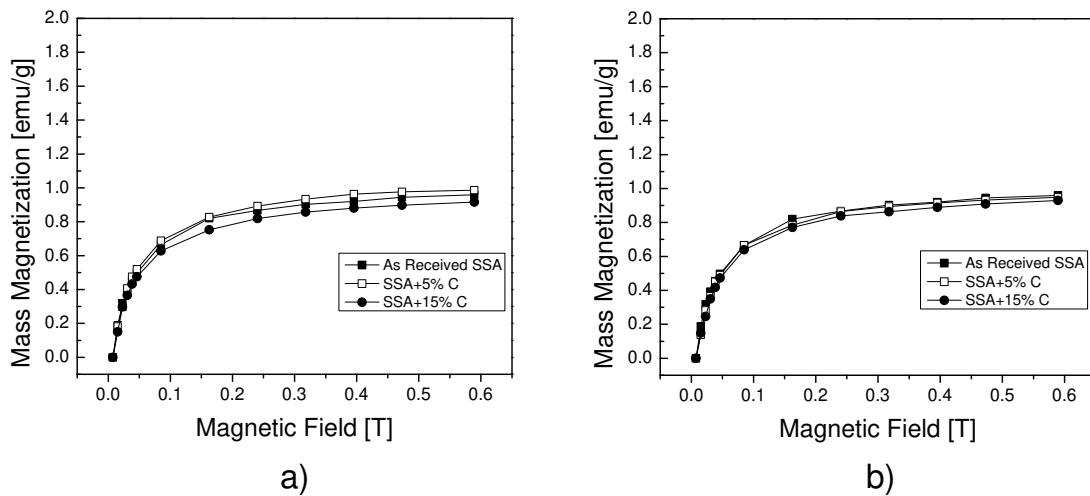 2.0
1.8
1.6
1.4
1.2
1.0
0.8
0.6
0.4
0.2
0.0
Mass Magnetization [emu/g]
As Received SSA
SSA+5% C
SSA+15% C
0.0 0.1 0.2 0.3 0.4 0.5 0.6
Magnetic Field [T]
a)
2.0
1.8
1.6
1.4
1.2
1.0
0.8
0.6
0.4
0.2
0.0
Mass Magnetization [emu/g]
As Received SSA
SSA+5% C
SSA+15% C
0.0 0.1 0.2 0.3 0.4 0.5 0.6
Magnetic Field [T]
b)